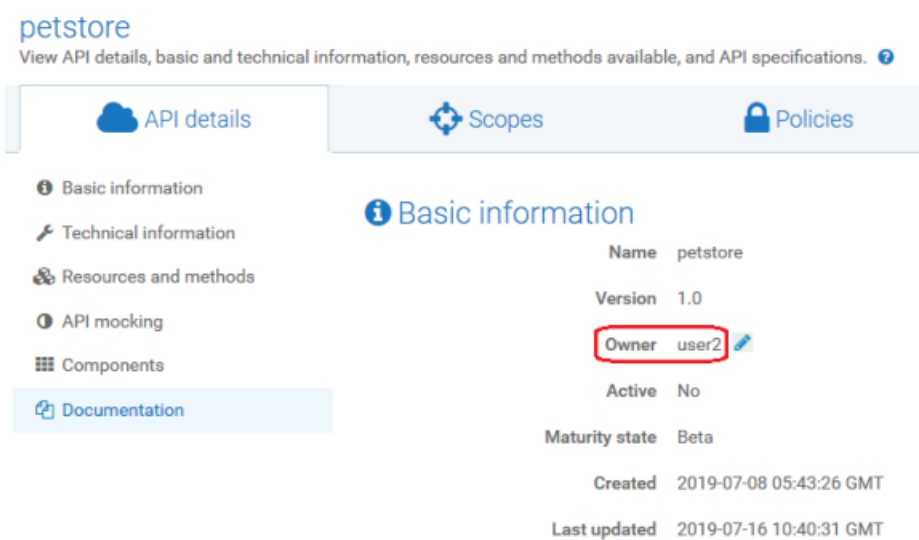 petstore
View API details, basic and technical information, resources and methods available, and API specifications. ?
API details
Scopes
Policies
Basic information
Technical information
Resources and methods
API mocking
Components
Documentation
Basic information
Name petstore
Version 1.0
Owner user2
Active No
Maturity state Beta
Created 2019-07-08 05:43:26 GMT
Last updated 2019-07-16 10:40:31 GMT